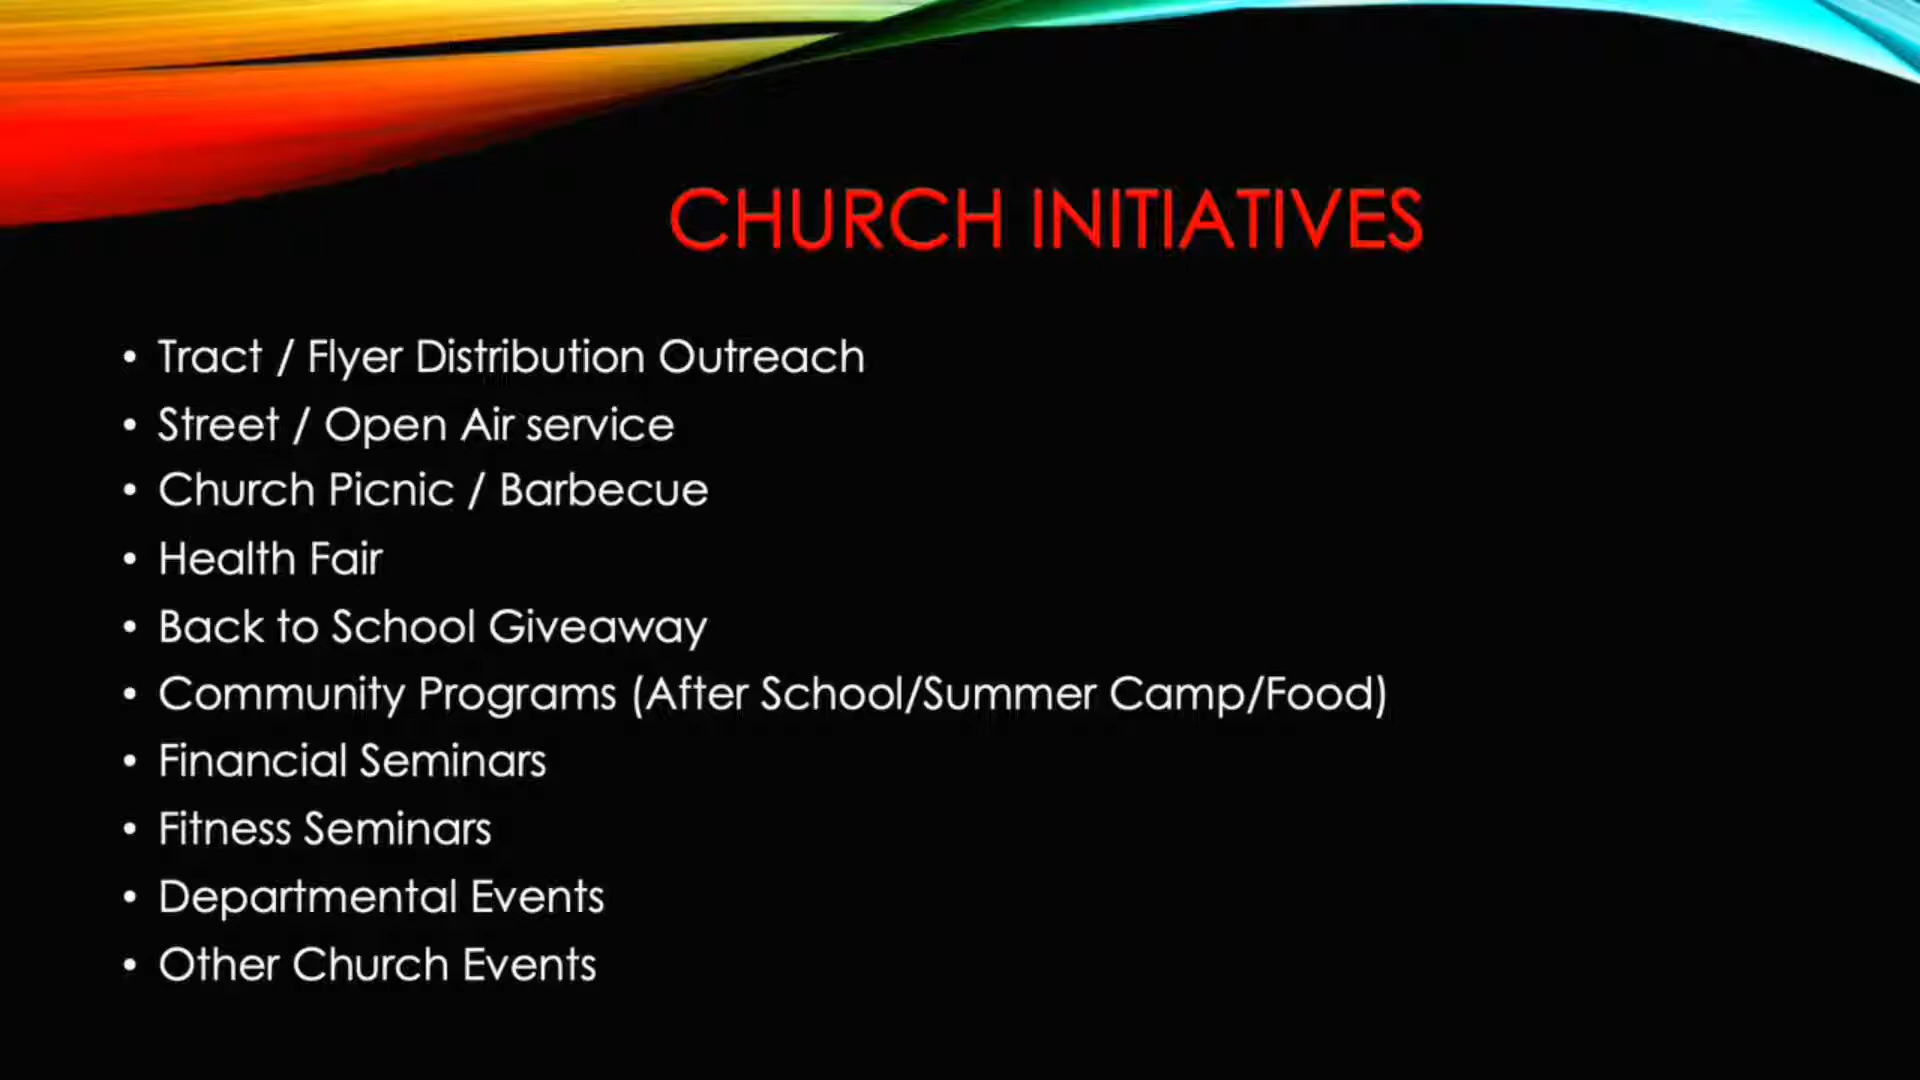 CHURCH INITIATIVES
• Tract / Flyer Distribution Outreach
• Street / Open Air service
• Church Picnic / Barbecue
• Health Fair
• Back to School Giveaway
• Community Programs (After School/Summer Camp/Food)
• Financial Seminars
• Fitness Seminars
• Departmental Events
• Other Church Events